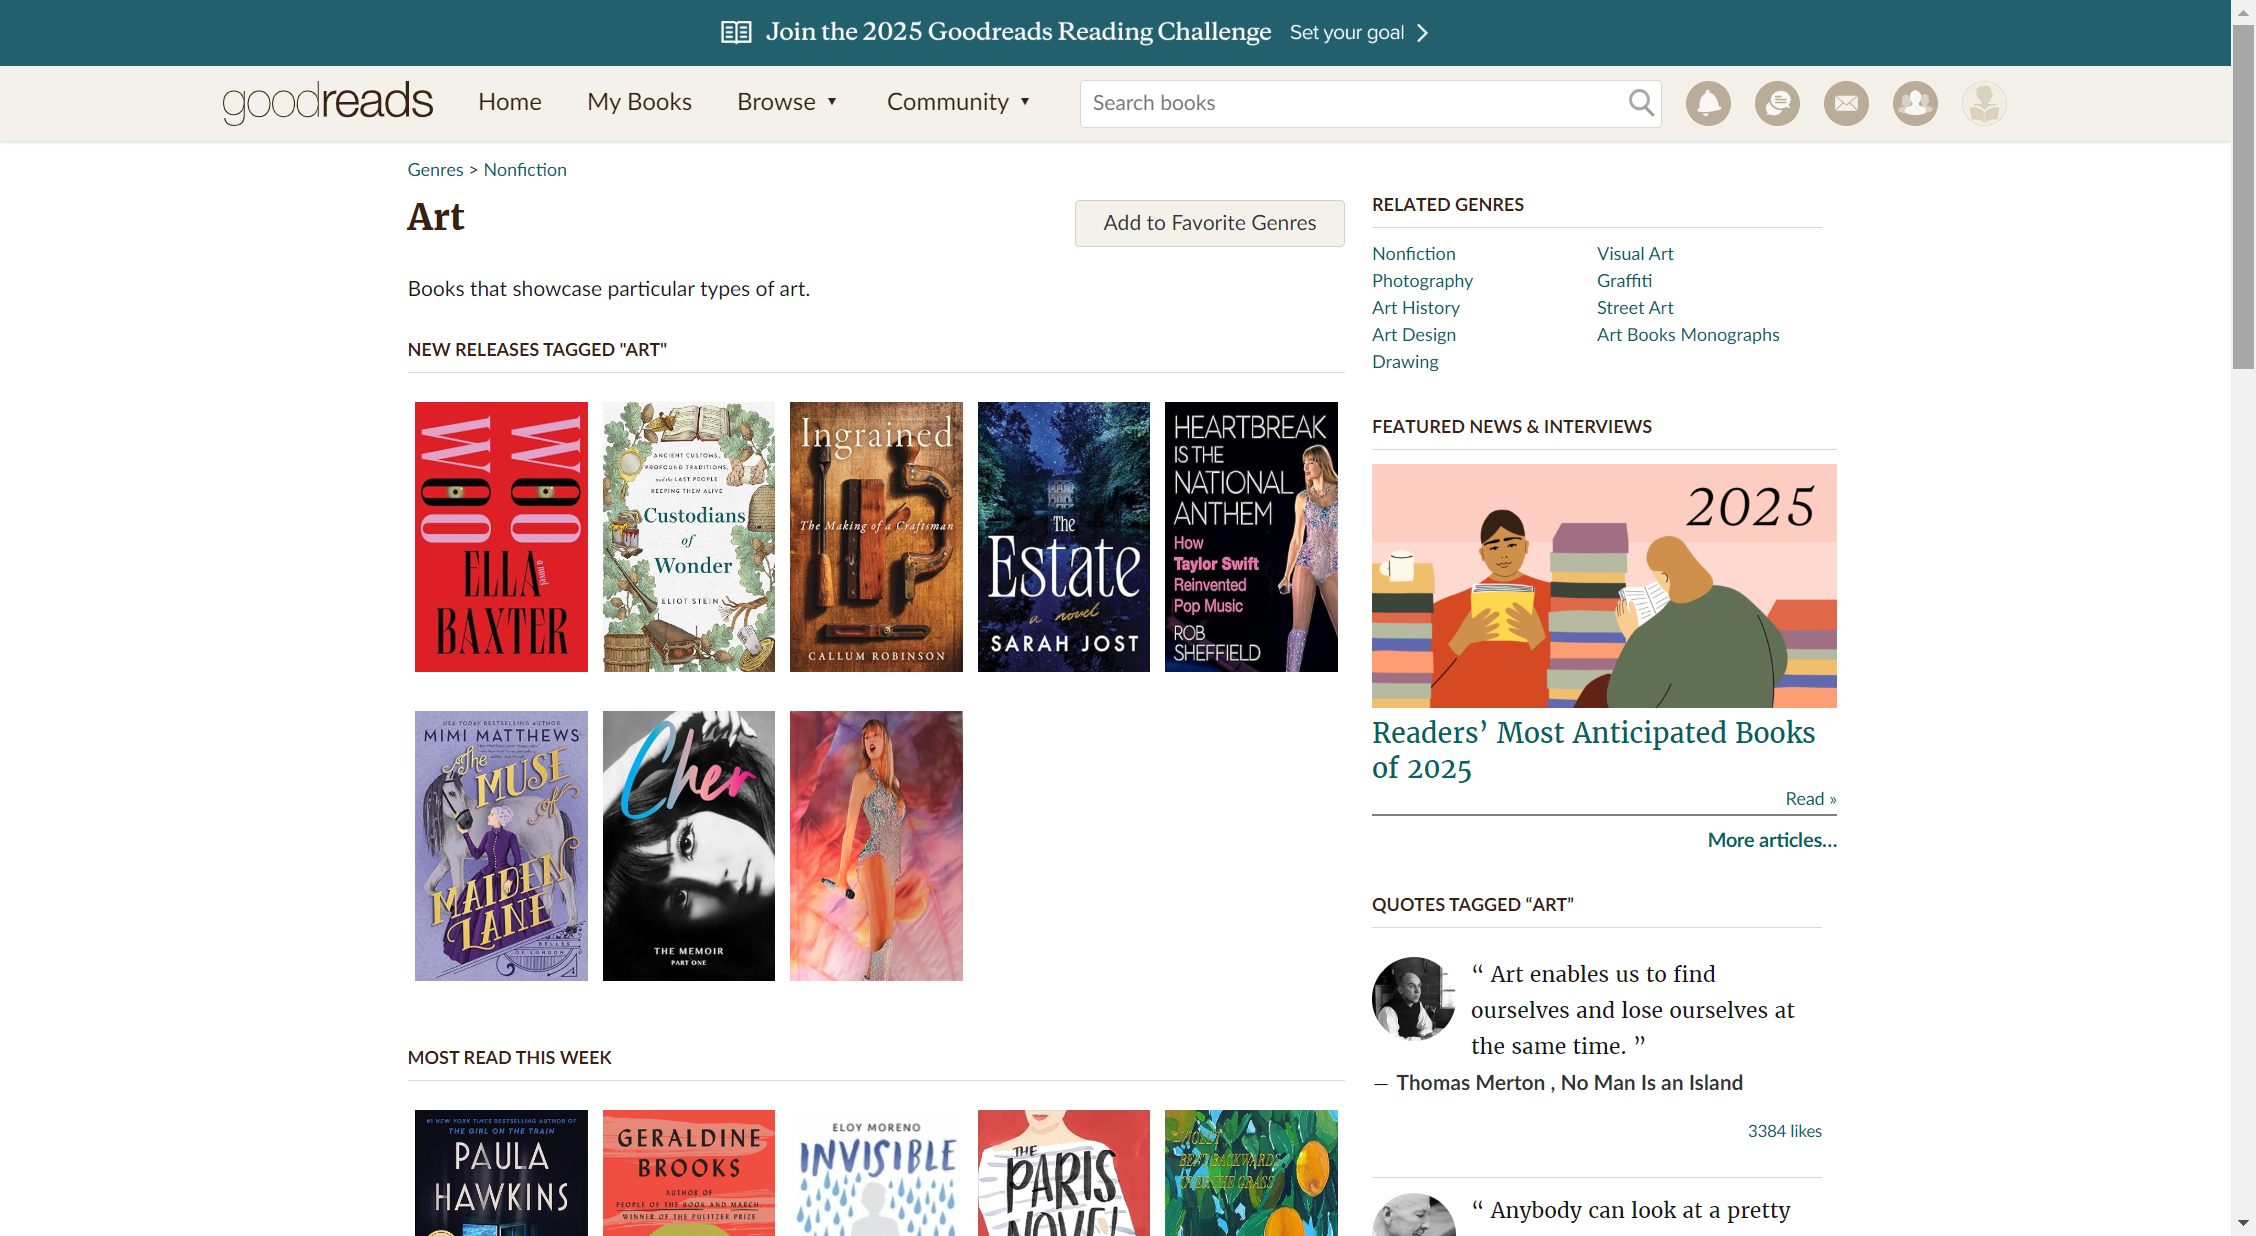 Join the 2025 Goodreads Reading Challenge Set your goal
goodreads Home My Books Browse Community Search books
Genres > Nonfiction
Art
Add to Favorite Genres
Books that showcase particular types of art.
NEW RELEASES TAGGED "ART"
WOO WOO
a novel
ELLA
BAXTER
ANCIENT CUSTOMS,
PROFOUND TRADITIONS,
and the LAST PEOPLE
KEEPING THEM ALIVE
Custodians
of
Wonder
ELIOT STEIN
Ingrained
The Making of a Craftsman
CALLUM ROBINSON
The
Estate
a novel
SARAH JOST
HEARTBREAK
IS THE
NATIONAL
ANTHEM
How
Taylor Swift
Reinvented
Pop Music
ROB
SHEFFIELD
USA TODAY BESTSELLING AUTHOR
MIMI MATTHEWS
The
MUSE
of
MAIDEN
LANE
BELLES
OF LONDON
Cher
THE MEMOIR
PART ONE
MOST READ THIS WEEK
#1 NEW YORK TIMES BESTSELLING AUTHOR OF
THE GIRL ON THE TRAIN
PAULA
HAWKINS
GERALDINE
BROOKS
AUTHOR OF
PEOPLE OF THE BOOK AND MARCH,
WINNER OF THE PULITZER PRIZE
ELOY MORENO
INVISIBLE
THE
PARIS
NOVEL
VIOLET
BENT BACKWARDS
OVER THE GRASS
RELATED GENRES
Nonfiction
Photography
Art History
Art Design
Drawing
Visual Art
Graffiti
Street Art
Art Books Monographs
FEATURED NEWS & INTERVIEWS
2025
Readers’ Most Anticipated Books
of 2025
Read »
More articles...
QUOTES TAGGED “ART”
“ Art enables us to find
ourselves and lose ourselves at
the same time. ”
— Thomas Merton , No Man Is an Island
3384 likes
“ Anybody can look at a pretty